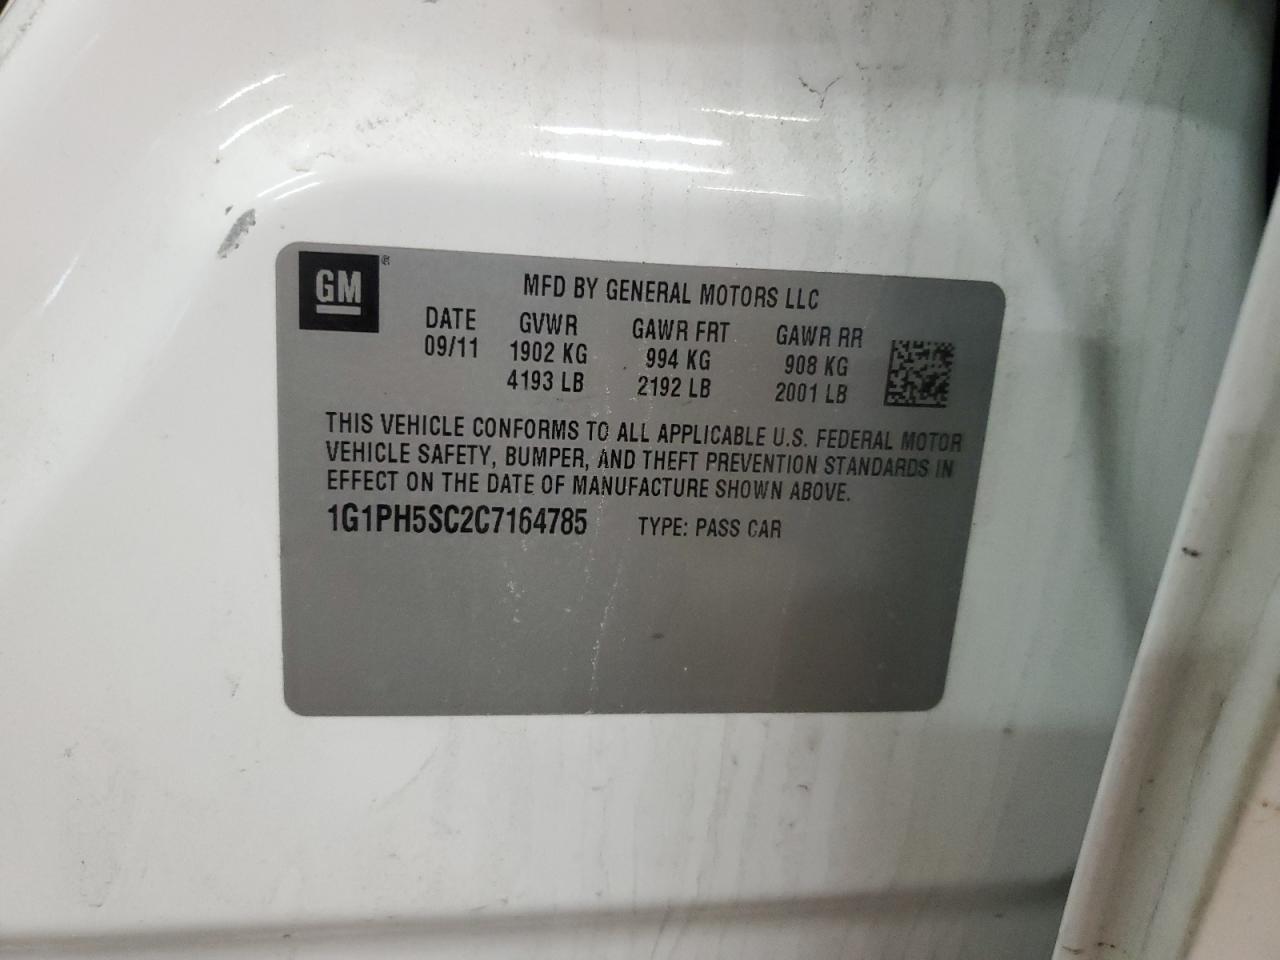 GM®
MFD BY GENERAL MOTORS LLC
DATE GVWR GAWR FRT GAWR RR
09/11 1902 KG 994 KG 908 KG
4193 LB 2192 LB 2001 LB
THIS VEHICLE CONFORMS TO ALL APPLICABLE U.S. FEDERAL MOTOR
VEHICLE SAFETY, BUMPER, AND THEFT PREVENTION STANDARDS IN
EFFECT ON THE DATE OF MANUFACTURE SHOWN ABOVE.
1G1PH5SC2C7164785 TYPE: PASS CAR